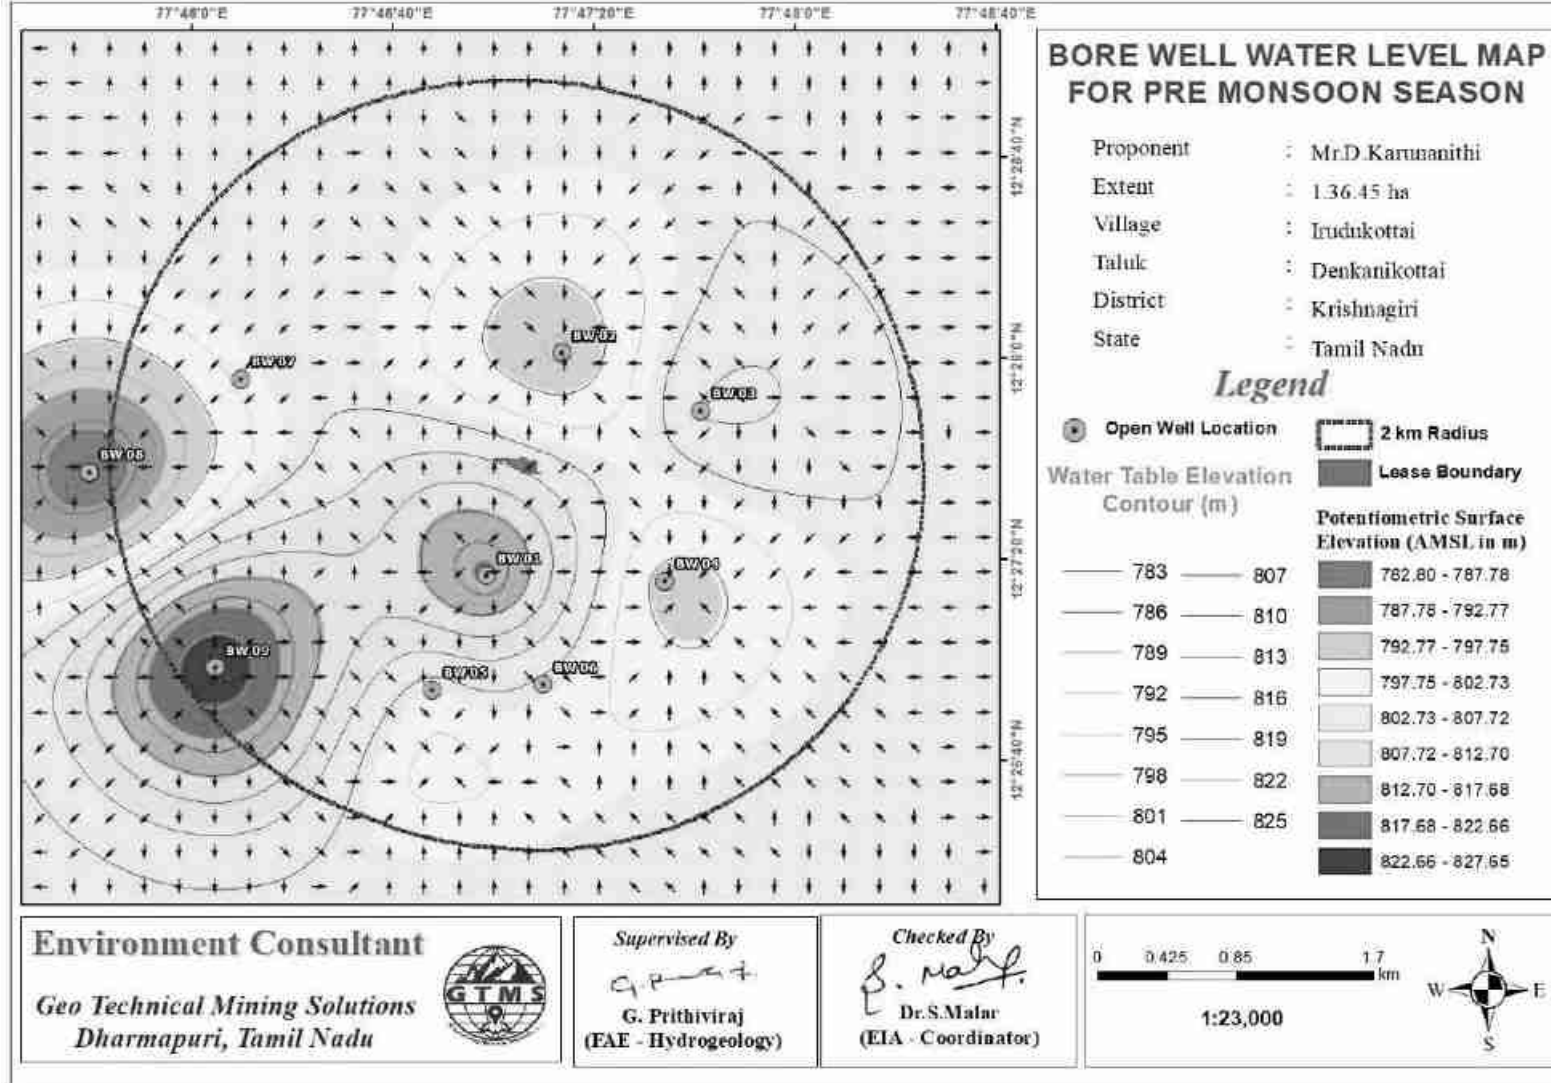 77°46'0"E
77°46'40"E
77°47'20"E
77°48'0"E
77°48'40"E
12°28'40"N
12°28'0"N
12°27'20"N
12°26'40"N
BW 07
BW 02
BW 03
BW 08
BW 01
BW 04
BW 09
BW 05
BW 06
BORE WELL WATER LEVEL MAP
FOR PRE MONSOON SEASON
Proponent : Mr.D.Karunanithi
Extent : 1.36.45 ha
Village : Irudukottai
Taluk : Denkanikottai
District : Krishnagiri
State : Tamil Nadu
Legend
Open Well Location
2 km Radius
Lease Boundary
Water Table Elevation
Contour (m)
783
786
789
792
795
798
801
804
807
810
813
816
819
822
825
Potentiometric Surface
Elevation (AMSL in m)
782.80 - 787.78
787.78 - 792.77
792.77 - 797.75
797.75 - 802.73
802.73 - 807.72
807.72 - 812.70
812.70 - 817.68
817.68 - 822.66
822.66 - 827.65
Environment Consultant
Geo Technical Mining Solutions
Dharmapuri, Tamil Nadu
GTMS
Supervised By
G. Prithiviraj
(FAE - Hydrogeology)
Checked By
S. Malar
Dr.S.Malar
(EIA - Coordinator)
0 0.425 0.85 1.7
km
1:23,000
N
W E
S